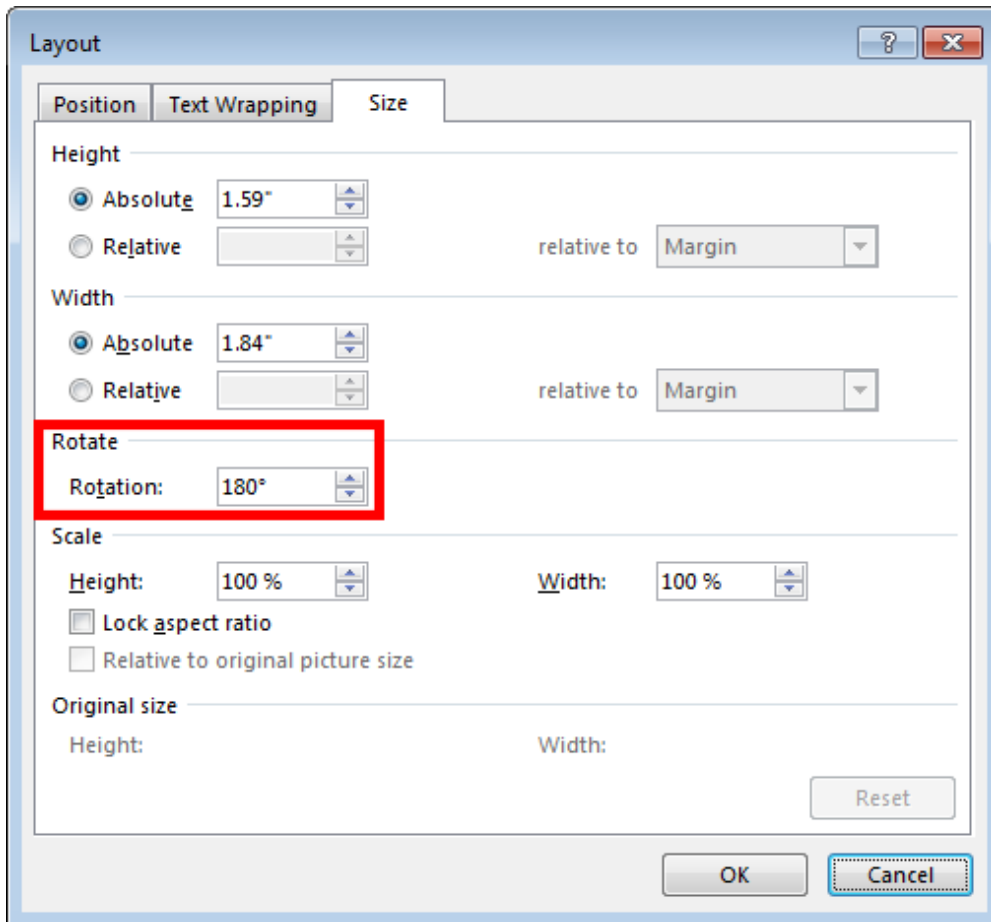 Layout
?
Position Text Wrapping Size
Height
Absolute 1.59"
Relative relative to Margin
Width
Absolute 1.84"
Relative relative to Margin
Rotate
Rotation: 180°
Scale
Height: 100 % Width: 100 %
Lock aspect ratio
Relative to original picture size
Original size
Height: Width:
Reset
OK Cancel